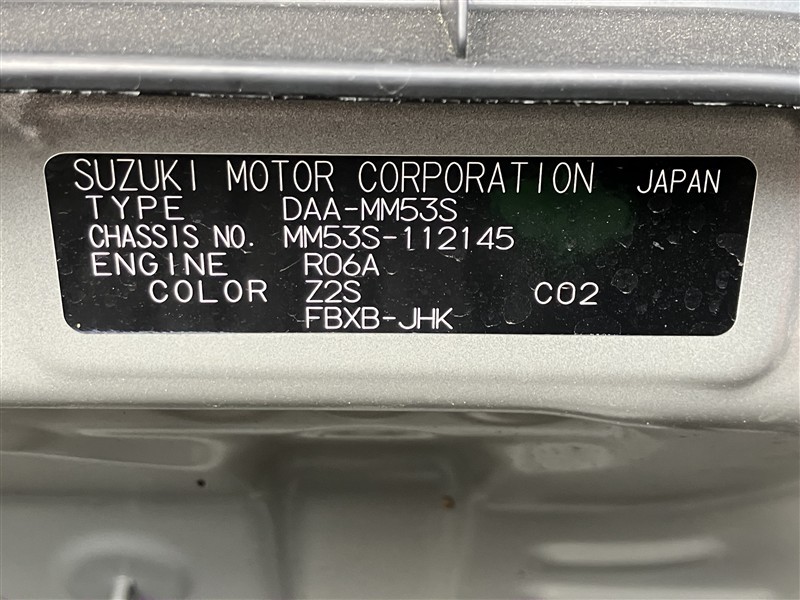 SUZUKI MOTOR CORPORATION JAPAN
TYPE DAA-MM53S
CHASSIS NO. MM53S-112145
ENGINE R06A
COLOR Z2S C02
FBXB-JHK